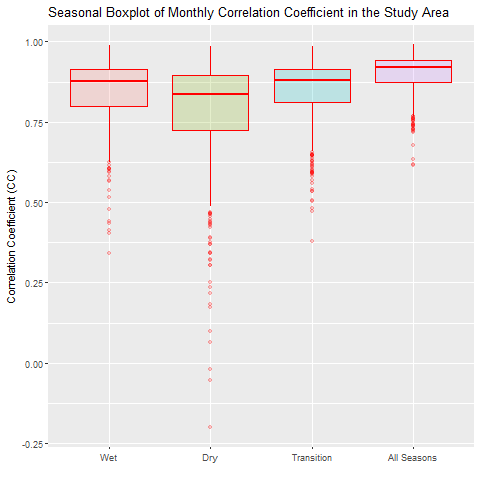 Seasonal Boxplot of Monthly Correlation Coefficient in the Study Area
1.00
0.75
0.50
0.25
0.00
-0.25
Correlation Coefficient (CC)
Wet
Dry
Transition
All Seasons